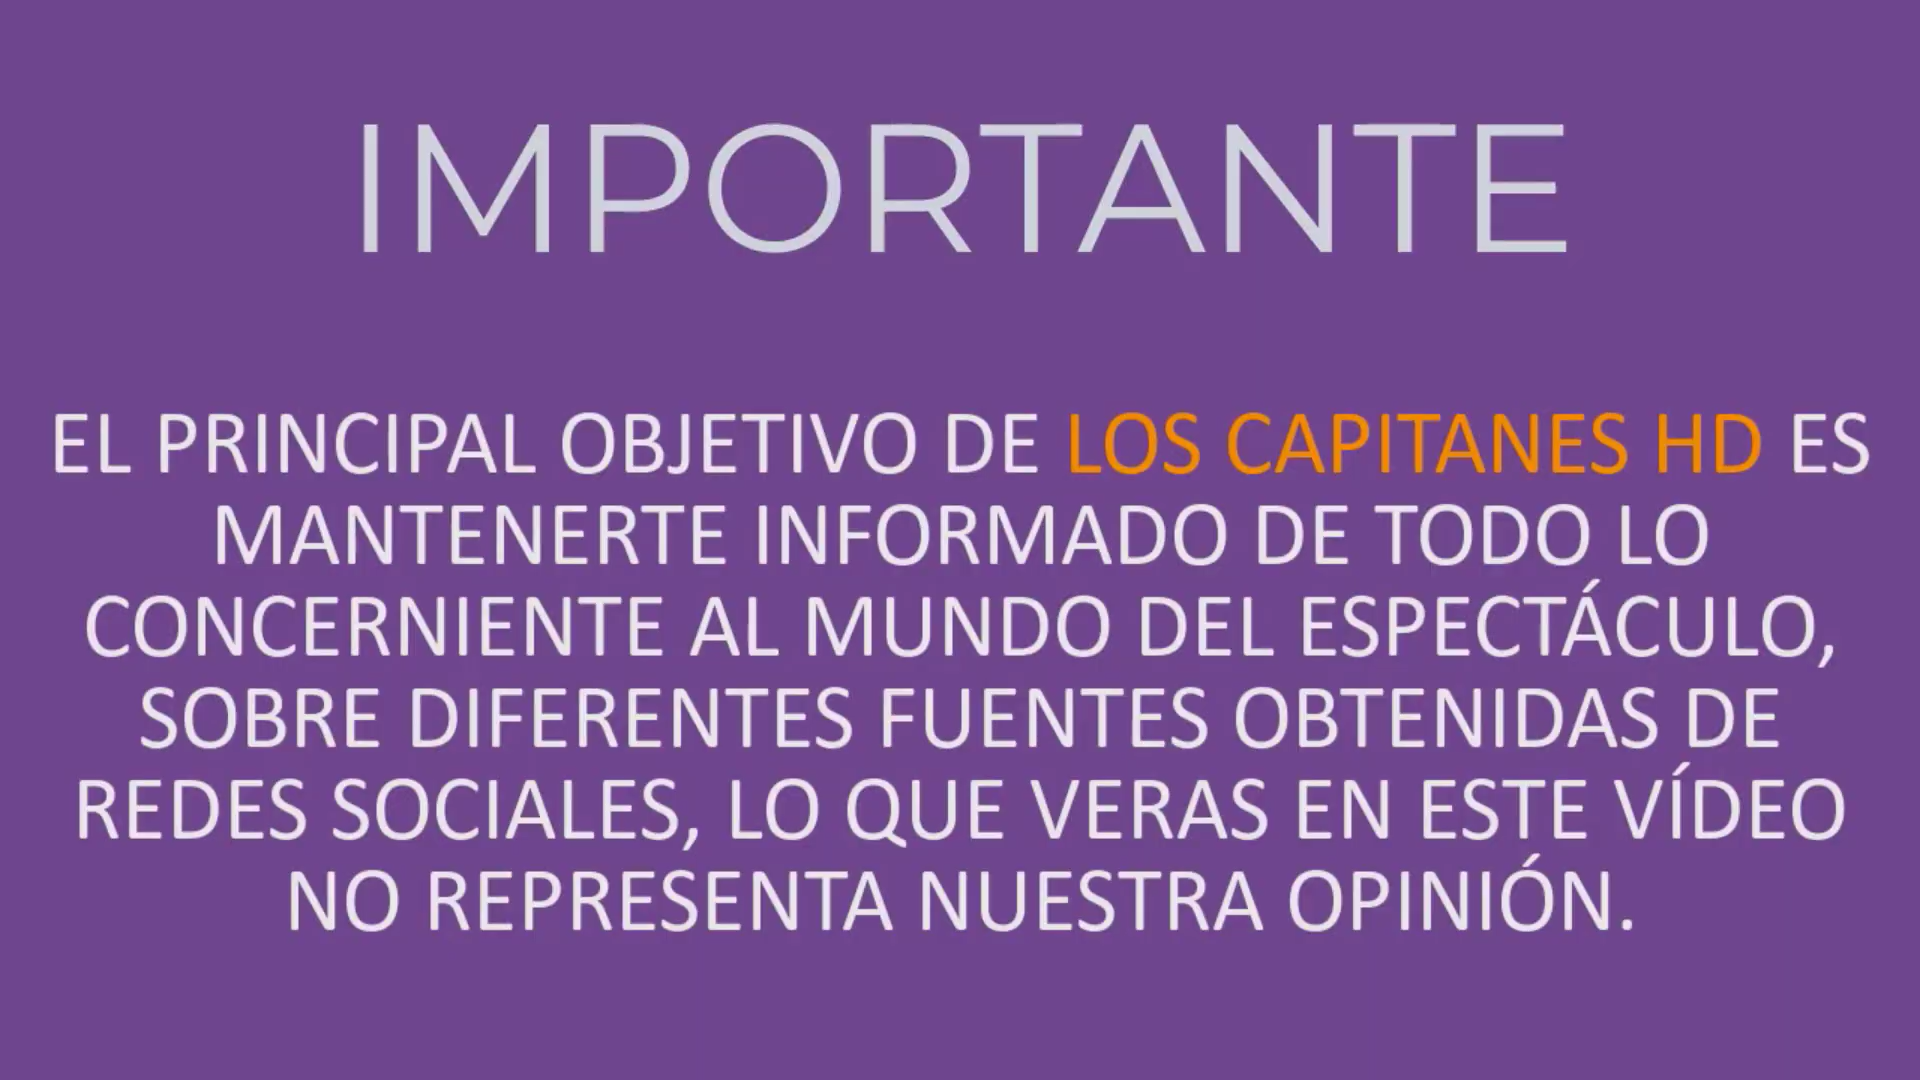 IMPORTANTE
EL PRINCIPAL OBJETIVO DE LOS CAPITANES HD ES
MANTENERTE INFORMADO DE TODO LO
CONCERNIENTE AL MUNDO DEL ESPECTÁCULO,
SOBRE DIFERENTES FUENTES OBTENIDAS DE
REDES SOCIALES, LO QUE VERAS EN ESTE VÍDEO
NO REPRESENTA NUESTRA OPINIÓN.